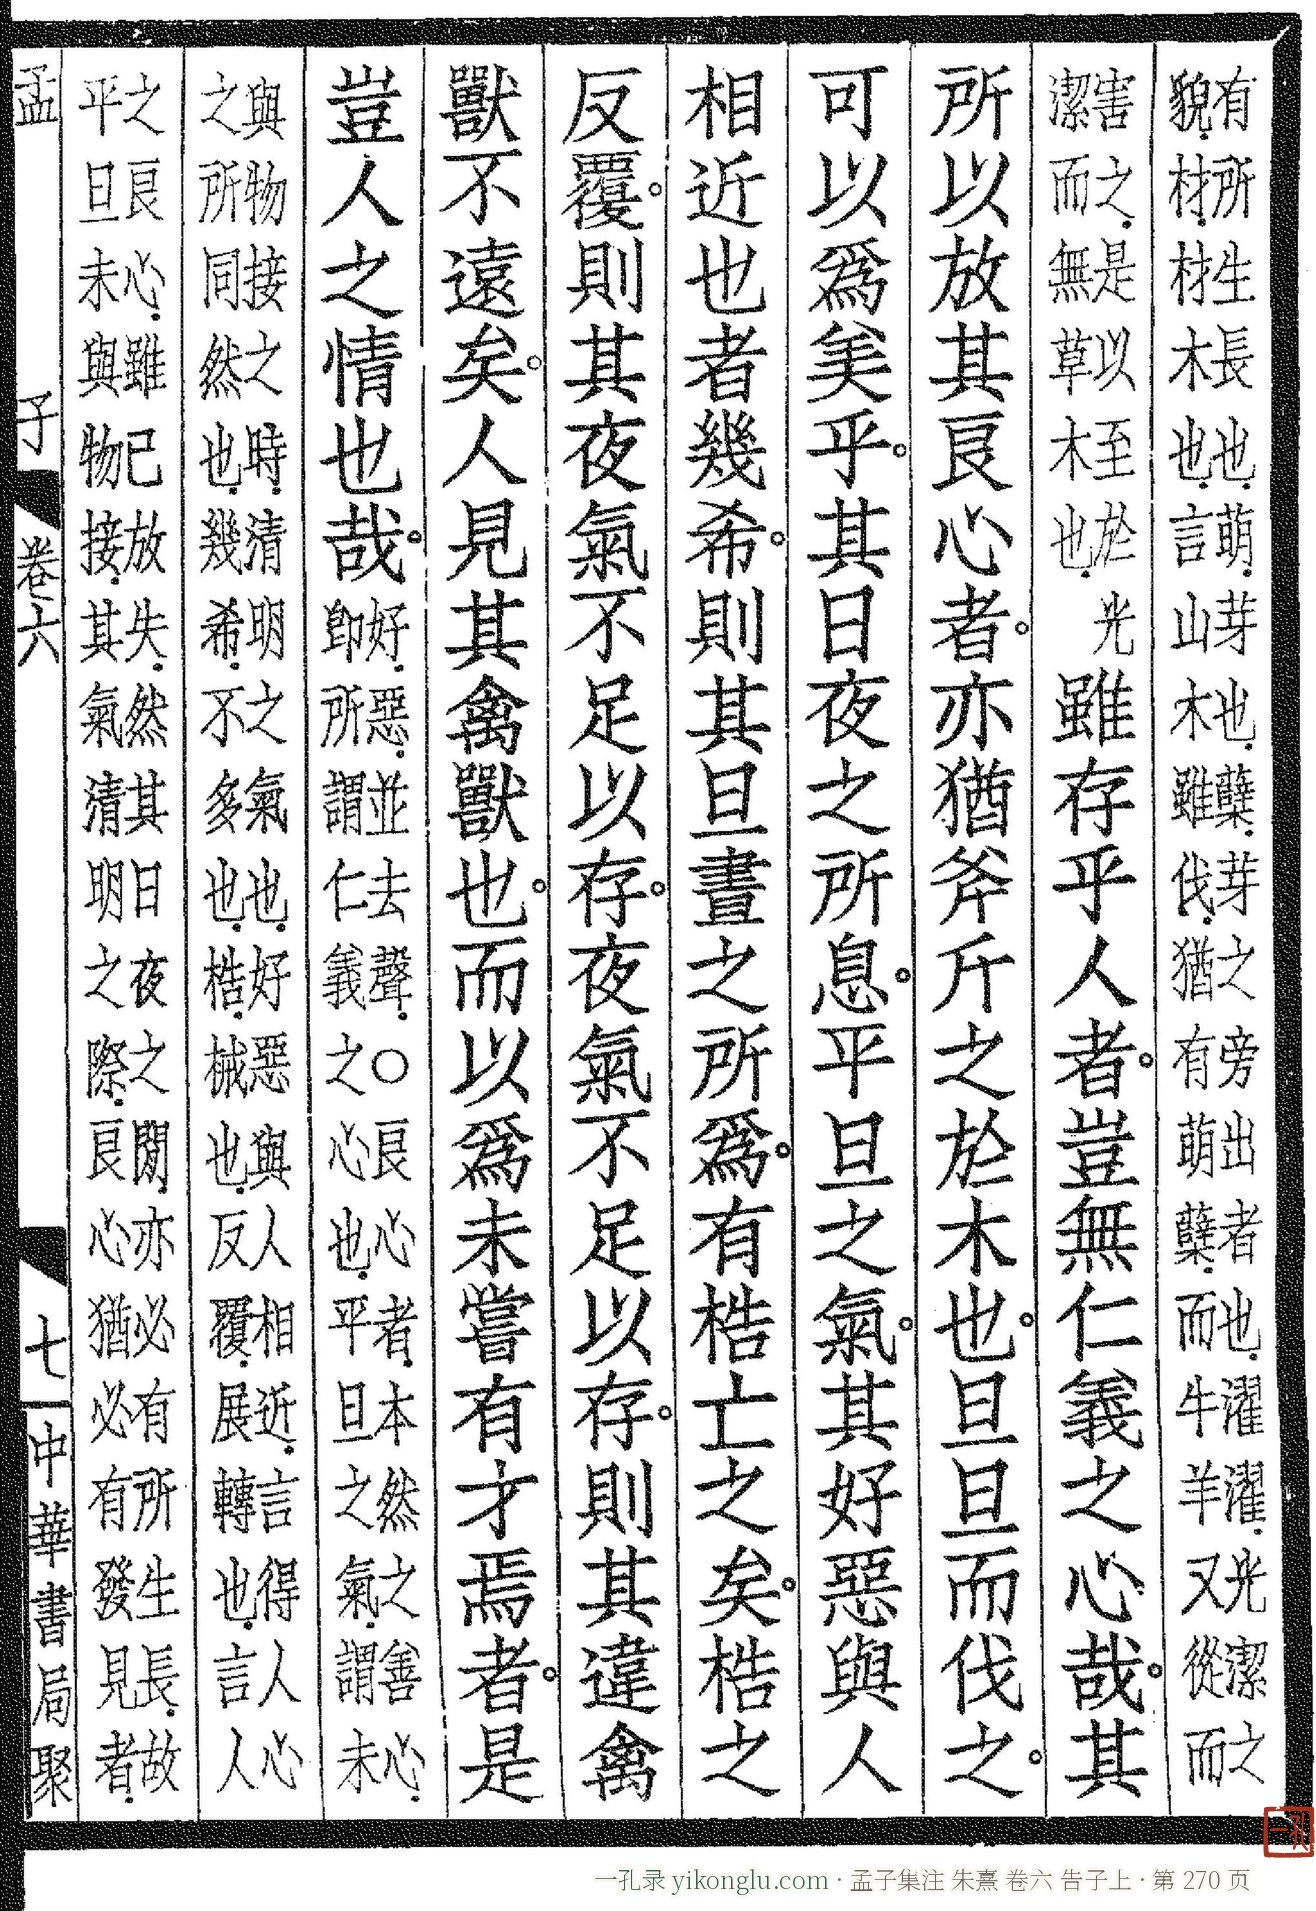 有所生長也。萌。芽也。蘖。芽之旁出者也。濯濯。光潔之
貌。材。材木也。言山木雖伐。猶有萌蘖。而牛羊又從而
害之。是以至於光
潔而無草木也。
雖存乎人者。豈無仁義之心哉。其
所以放其良心者。亦猶斧斤之於木也。旦旦而伐之。
可以爲美乎。其日夜之所息。平旦之氣。其好惡與人
相近也者幾希。則其旦晝之所爲。有梏亡之矣。梏之
反覆。則其夜氣不足以存。夜氣不足以存。則其違禽
獸不遠矣。人見其禽獸也。而以爲未嘗有才焉者。是
豈人之情也哉。
好。惡。並去聲。○良心者。本然之善心。
卽所謂仁義之心也。平旦之氣。謂未
與物接之時。清明之氣也。好惡與人相近。言得人心
之所同然也。幾希。不多也。梏。械也。反覆。展轉也。言人
之良心。雖已放失。然其日夜之閒。亦必有所生長。故
平旦未與物接。其氣清明之際。良心猶必有發見者。
孟 子 卷六 七 中華書局聚
一孔
一孔录 yikonglu.com · 孟子集注 朱熹 卷六 告子上 · 第 270 页